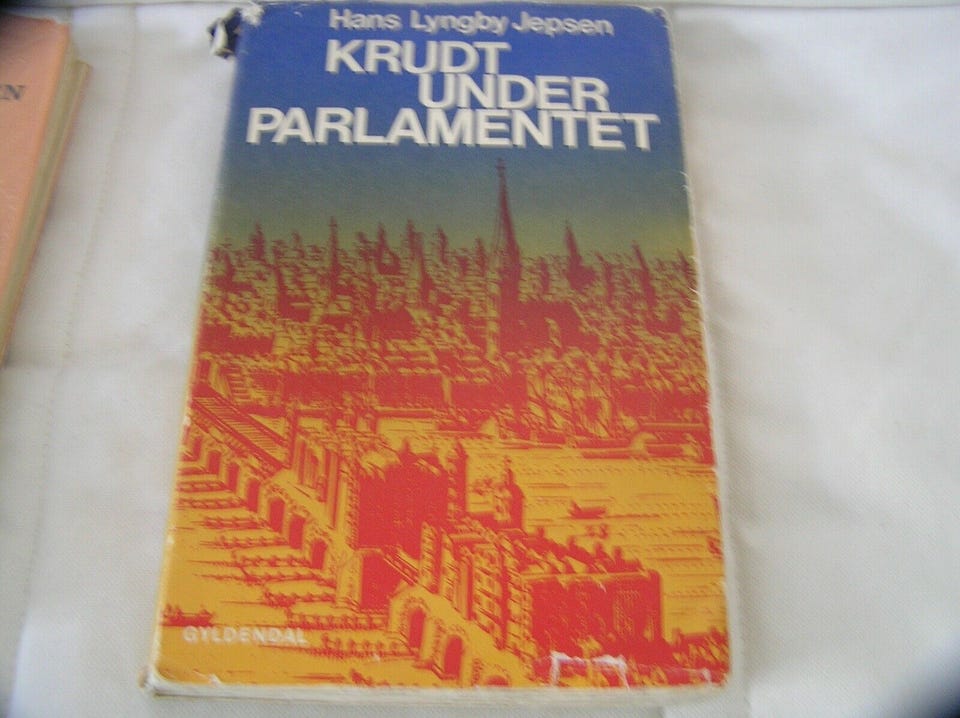 Hans Lyngby Jepsen
KRUDT
UNDER
PARLAMENTET
GYLDENDAL